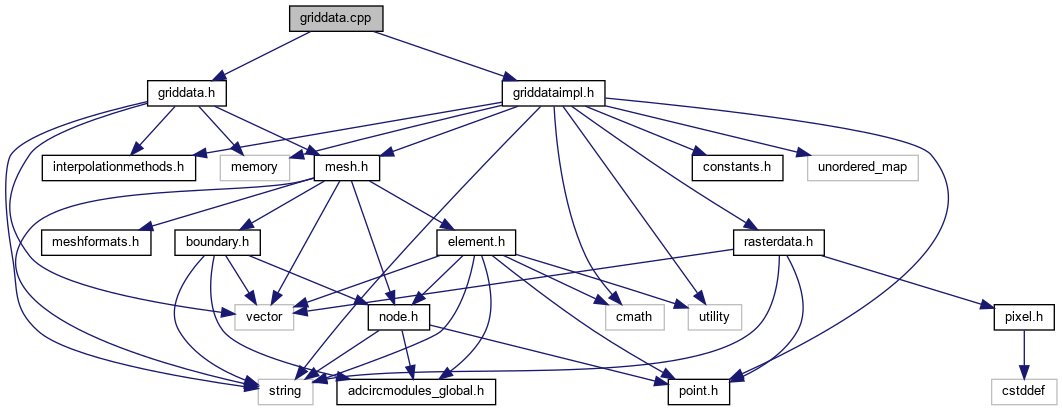 griddata.cpp
griddata.h
griddataimpl.h
interpolationmethods.h
memory
mesh.h
constants.h
unordered_map
meshformats.h
boundary.h
element.h
rasterdata.h
vector
node.h
cmath
utility
pixel.h
string
adcircmodules_global.h
point.h
cstddef